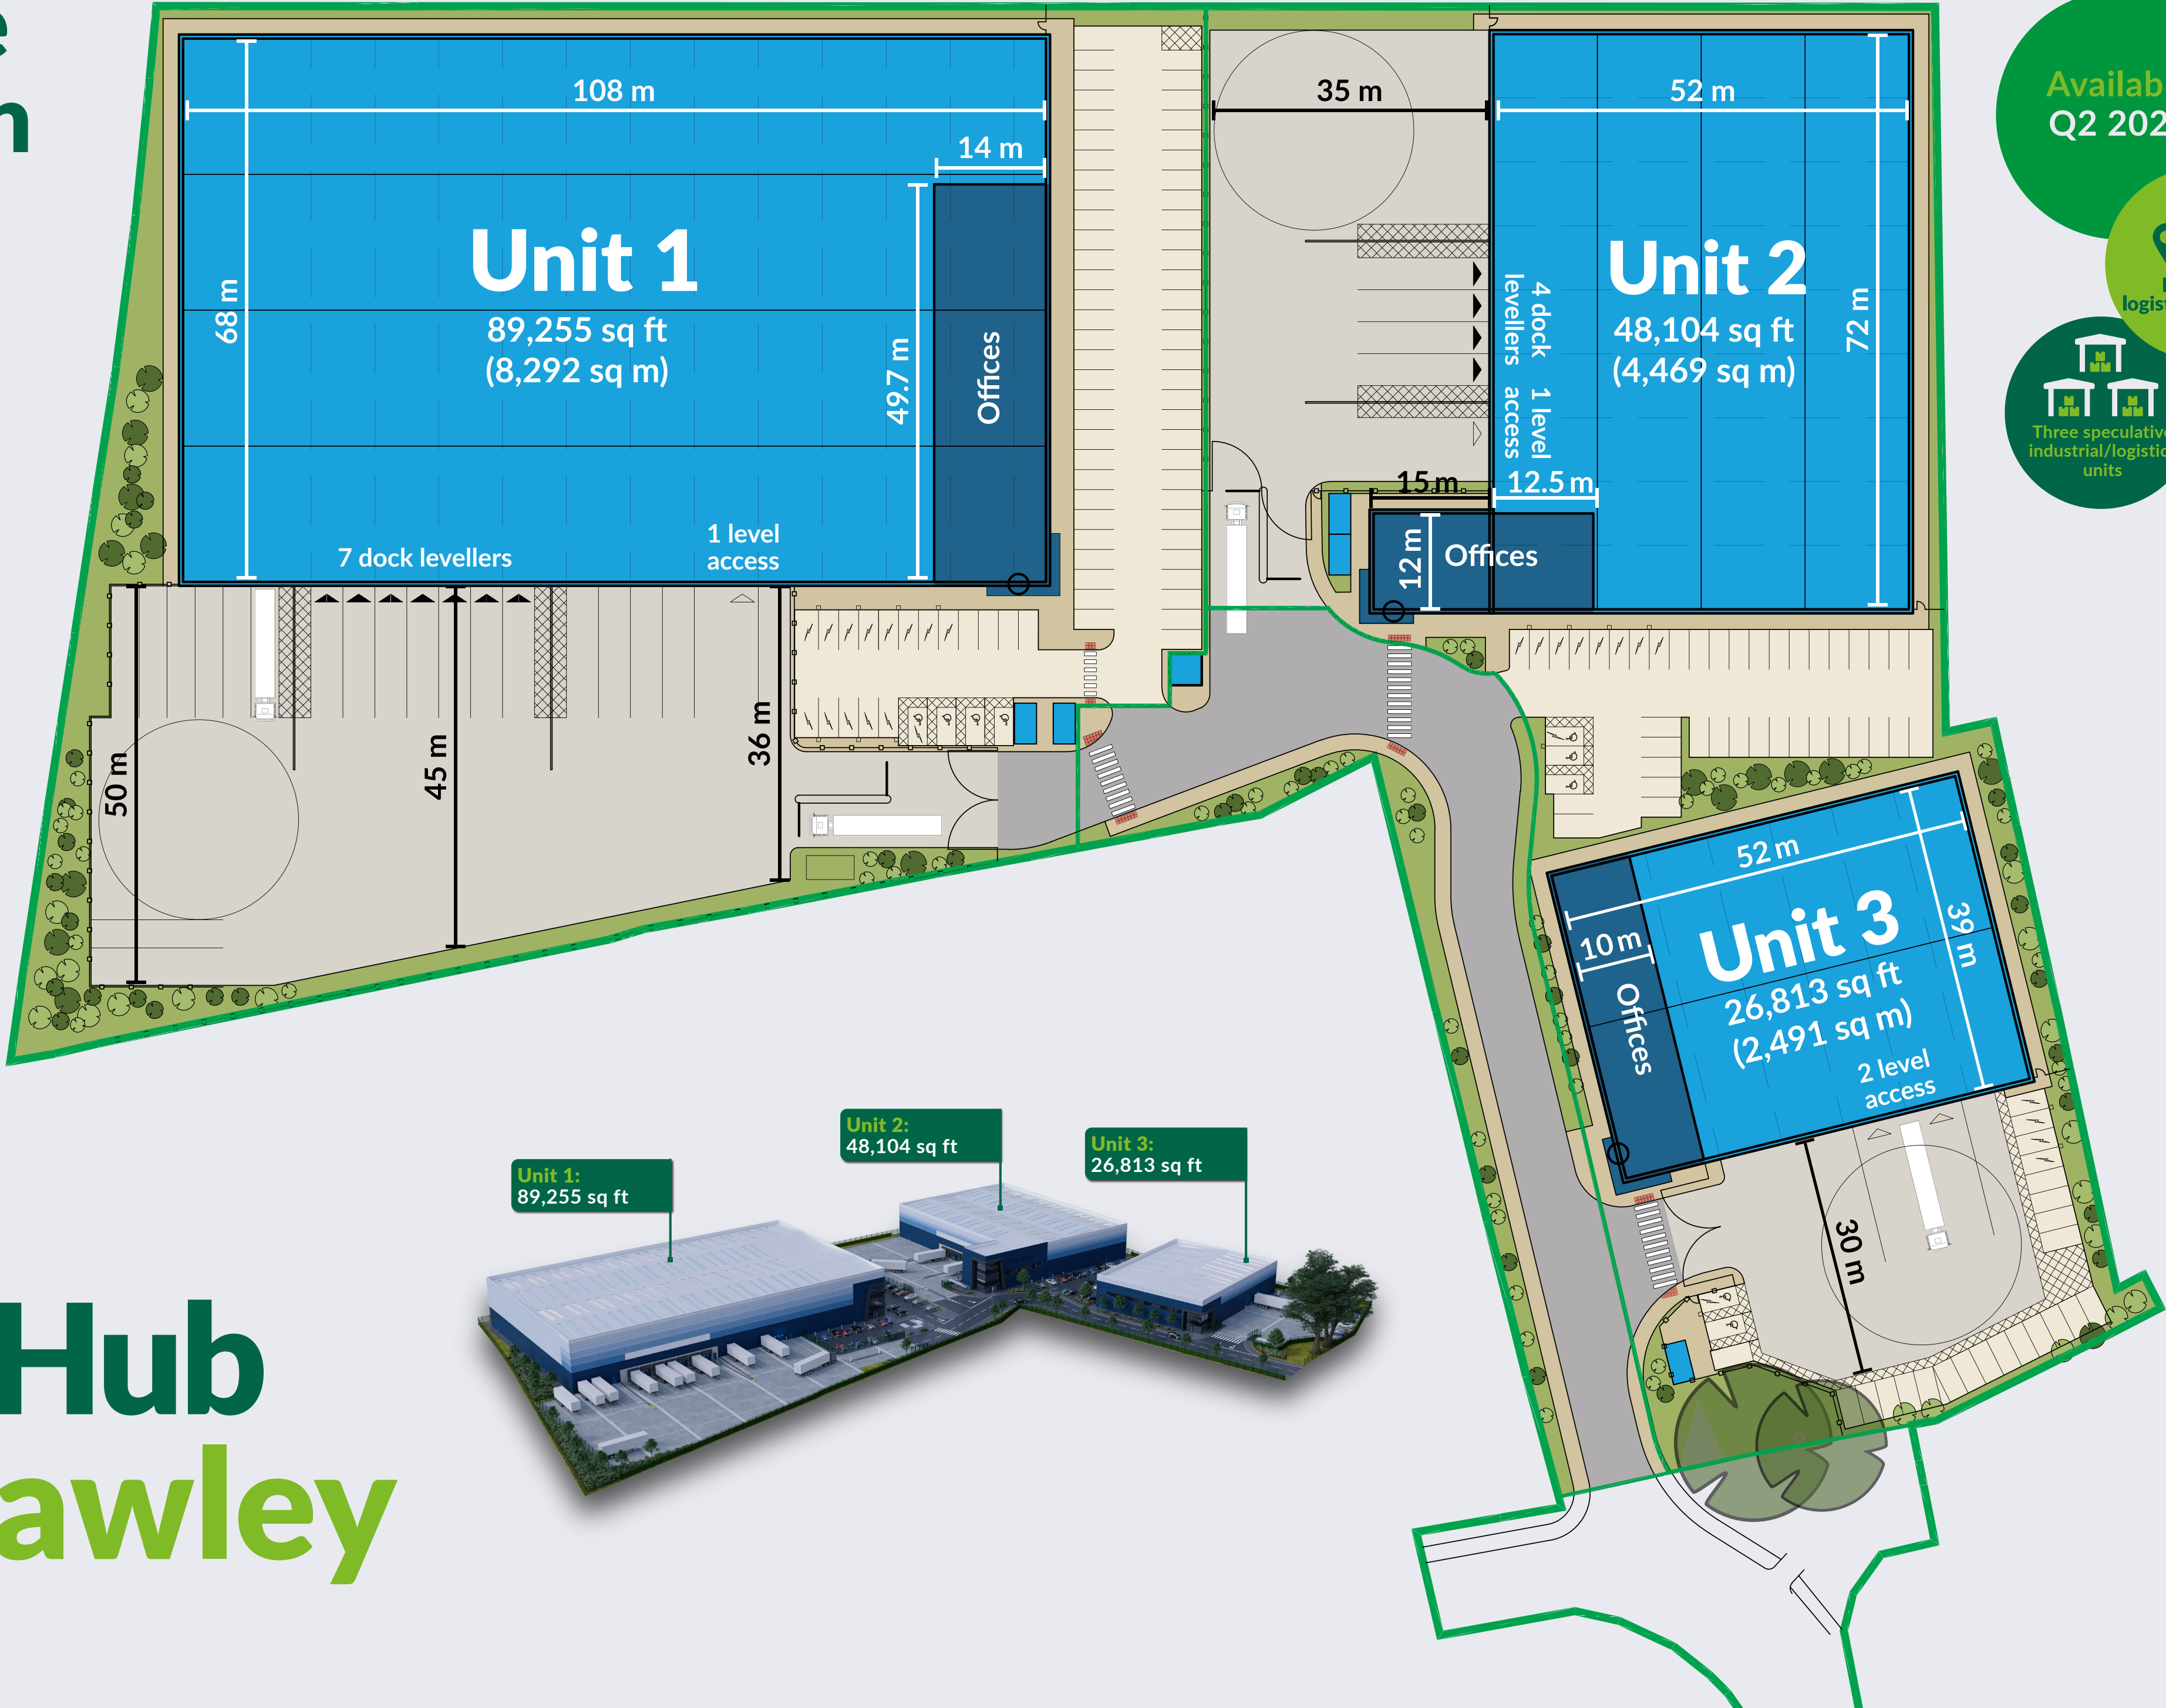 108 m
14 m
68 m
Unit 1
89,255 sq ft
(8,292 sq m)
49.7 m
Offices
7 dock levellers
1 level
access
50 m
45 m
36 m
35 m
52 m
72 m
Unit 2
48,104 sq ft
(4,469 sq m)
4 dock
levellers
1 level
access
15 m
12.5 m
12 m
Offices
52 m
39 m
10 m
Unit 3
26,813 sq ft
(2,491 sq m)
Offices
2 level
access
30 m
Q2 202
Three speculative
industrial/logistic
units
Unit 1:
89,255 sq ft
Unit 2:
48,104 sq ft
Unit 3:
26,813 sq ft
Hub
awley